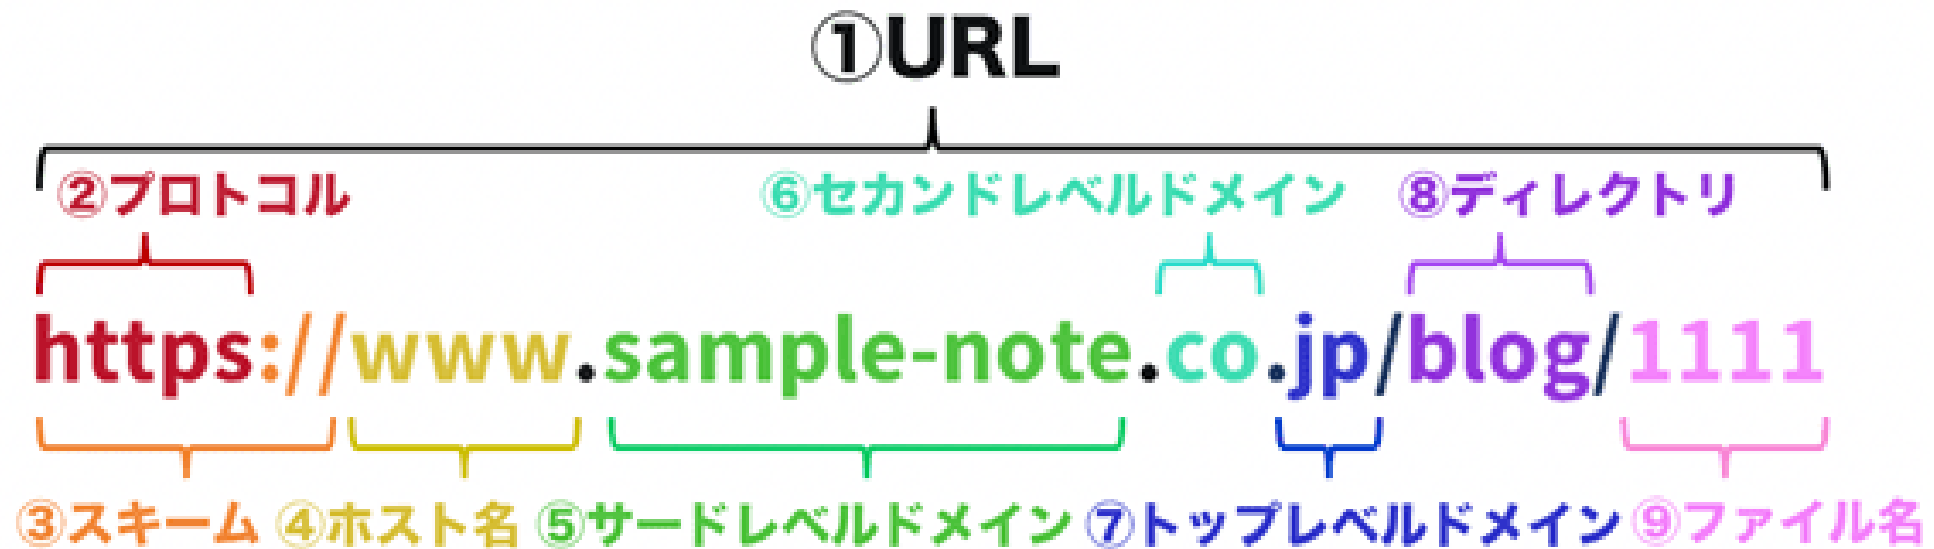 ①URL
②プロトコル ⑥セカンドレベルドメイン ⑧ディレクトリ
https://www.sample-note.co.jp/blog/1111
③スキーム ④ホスト名 ⑤サードレベルドメイン ⑦トップレベルドメイン ⑨ファイル名